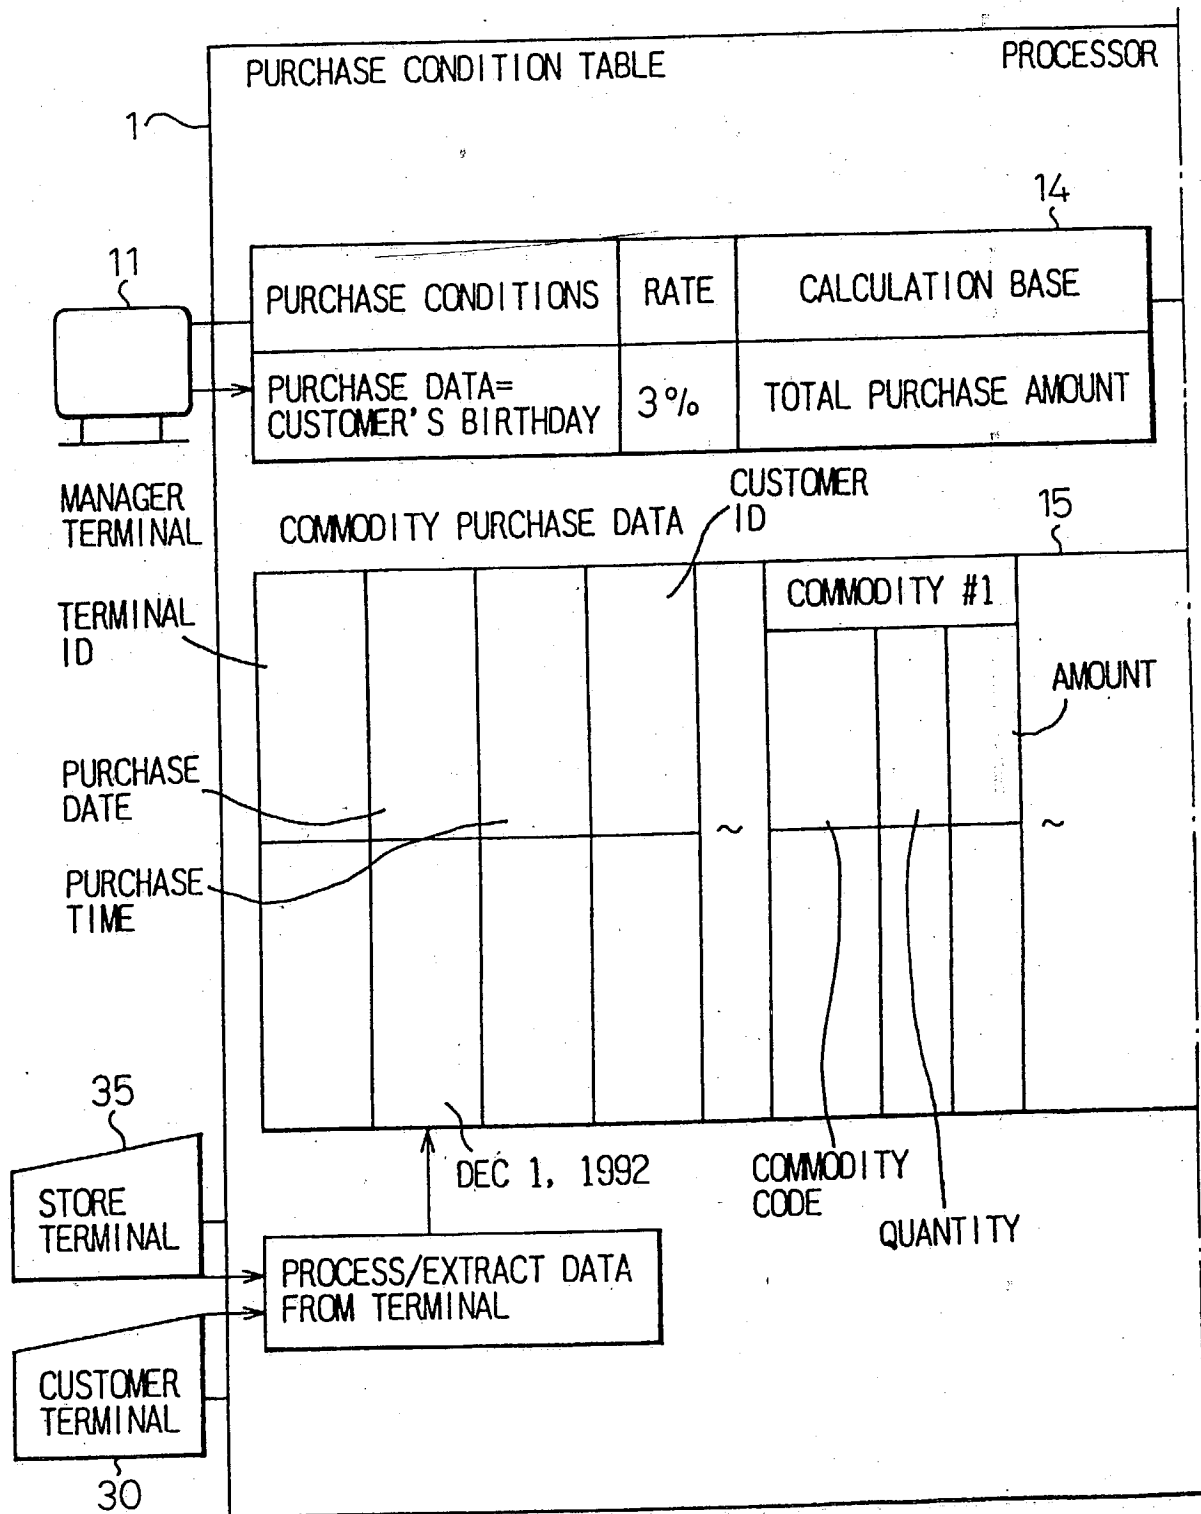 PURCHASE CONDITION TABLE
PROCESSOR
1
14
11
PURCHASE CONDITIONS
RATE
CALCULATION BASE
PURCHASE DATA=
CUSTOMER'S BIRTHDAY
3%
TOTAL PURCHASE AMOUNT
MANAGER
TERMINAL
COMMODITY PURCHASE DATA
CUSTOMER
ID
15
COMMODITY #1
TERMINAL
ID
AMOUNT
PURCHASE
DATE
~
~
PURCHASE
TIME
35
DEC 1, 1992
COMMODITY
CODE
QUANTITY
STORE
TERMINAL
PROCESS/EXTRACT DATA
FROM TERMINAL
CUSTOMER
TERMINAL
30